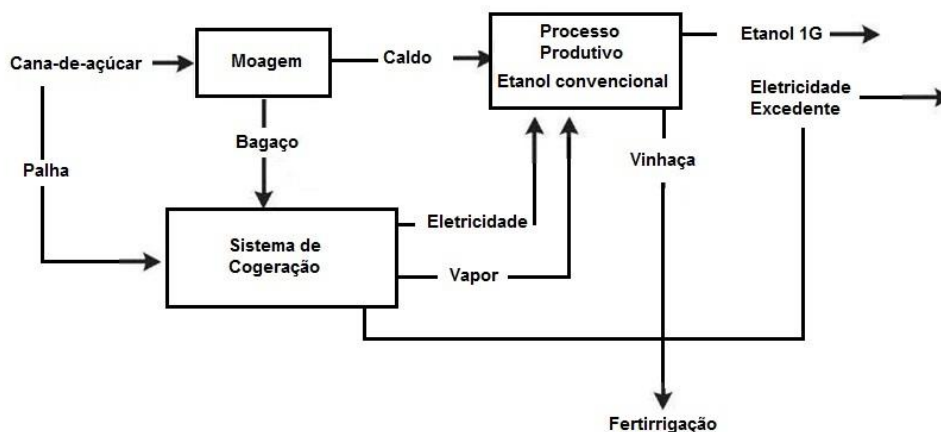 Processo
Produtivo
Etanol convencional
Etanol 1G
Cana-de-açúcar
Moagem
Caldo
Eletricidade
Excedente
Bagaço
Palha
Vinhaça
Eletricidade
Sistema de
Cogeração
Vapor
Fertirrigação